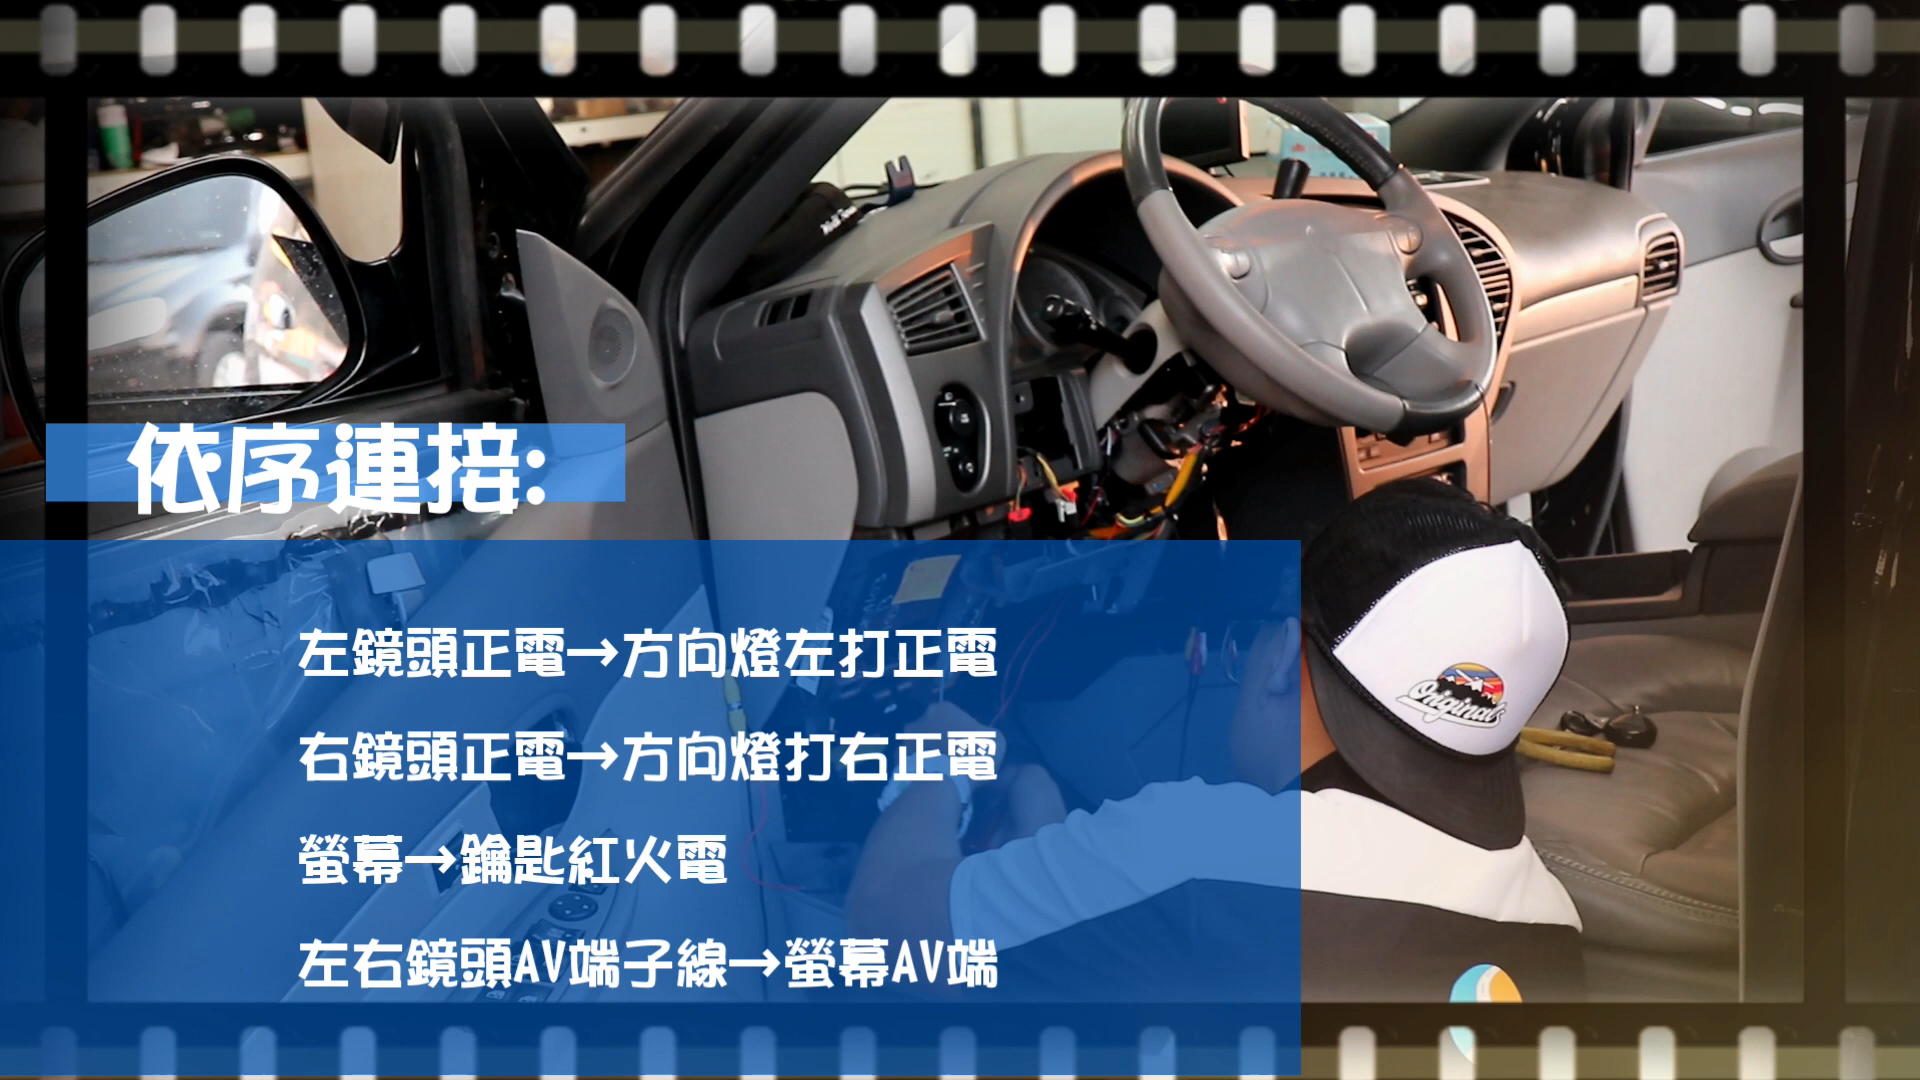 依序連接:
左鏡頭正電→方向燈左打正電
右鏡頭正電→方向燈打右正電
螢幕→鑰匙紅火電
左右鏡頭AV端子線→螢幕AV端
Original